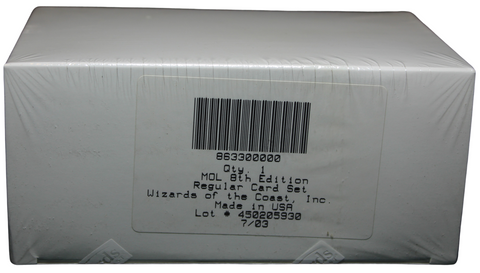 863300000
Qty. 1
MOL 8th Edition
Regular Card Set
Wizards of the Coast, Inc.
Made in USA
Lot # 450205930
7/03